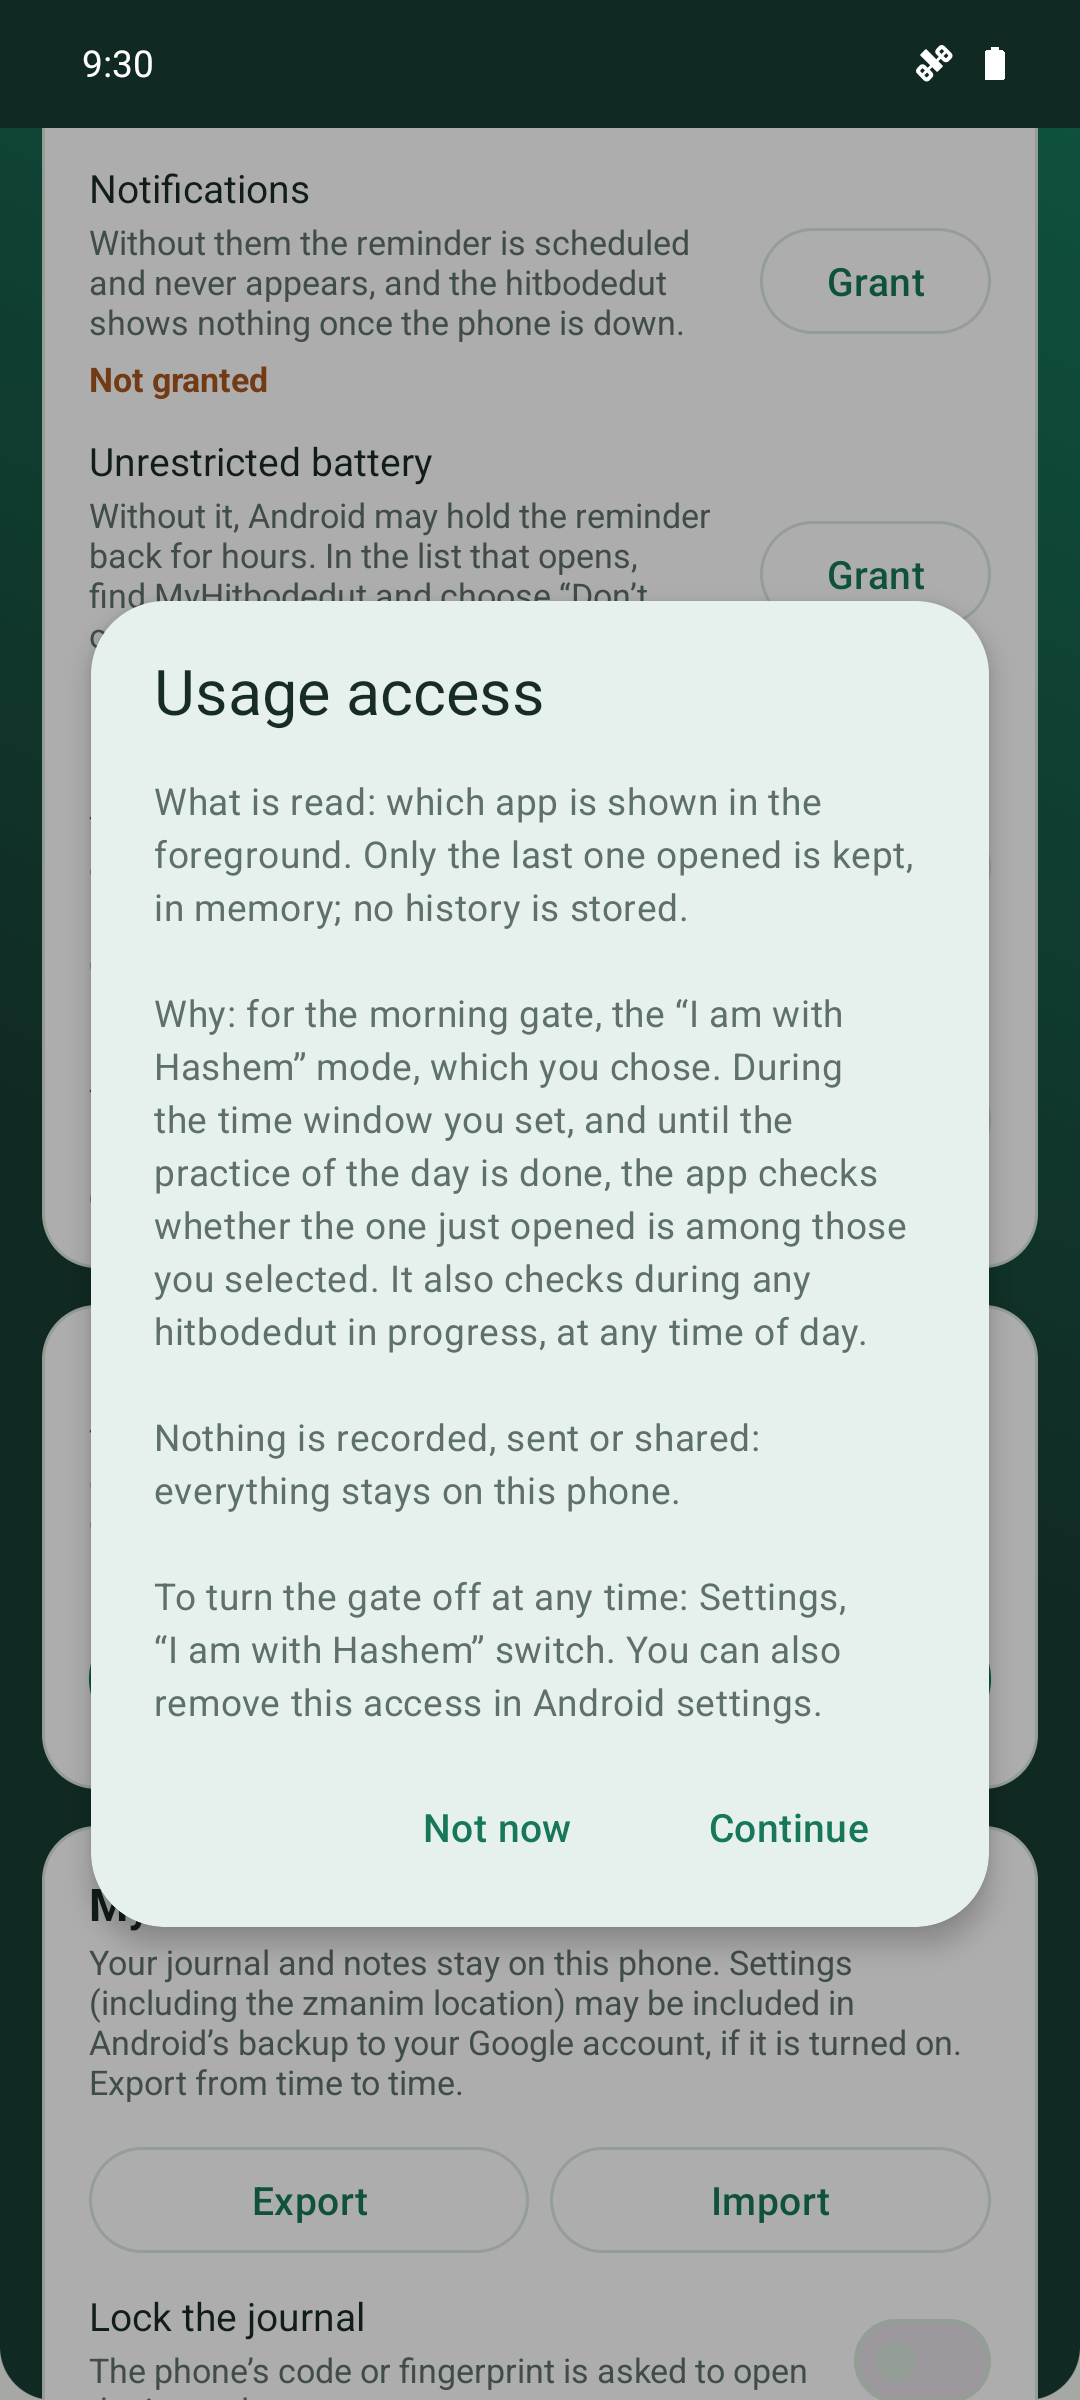 9:30
Notifications
Without them the reminder is scheduled
and never appears, and the hitbodedut
shows nothing once the phone is down.
Grant
Not granted
Unrestricted battery
Without it, Android may hold the reminder
back for hours. In the list that opens,
find MyHitbodedut and choose “Don’t
Grant
Usage access
What is read: which app is shown in the
foreground. Only the last one opened is kept,
in memory; no history is stored.
Why: for the morning gate, the “I am with
Hashem” mode, which you chose. During
the time window you set, and until the
practice of the day is done, the app checks
whether the one just opened is among those
you selected. It also checks during any
hitbodedut in progress, at any time of day.
Nothing is recorded, sent or shared:
everything stays on this phone.
To turn the gate off at any time: Settings,
“I am with Hashem” switch. You can also
remove this access in Android settings.
Not now
Continue
Your journal and notes stay on this phone. Settings
(including the zmanim location) may be included in
Android’s backup to your Google account, if it is turned on.
Export from time to time.
Export
Import
Lock the journal
The phone’s code or fingerprint is asked to open